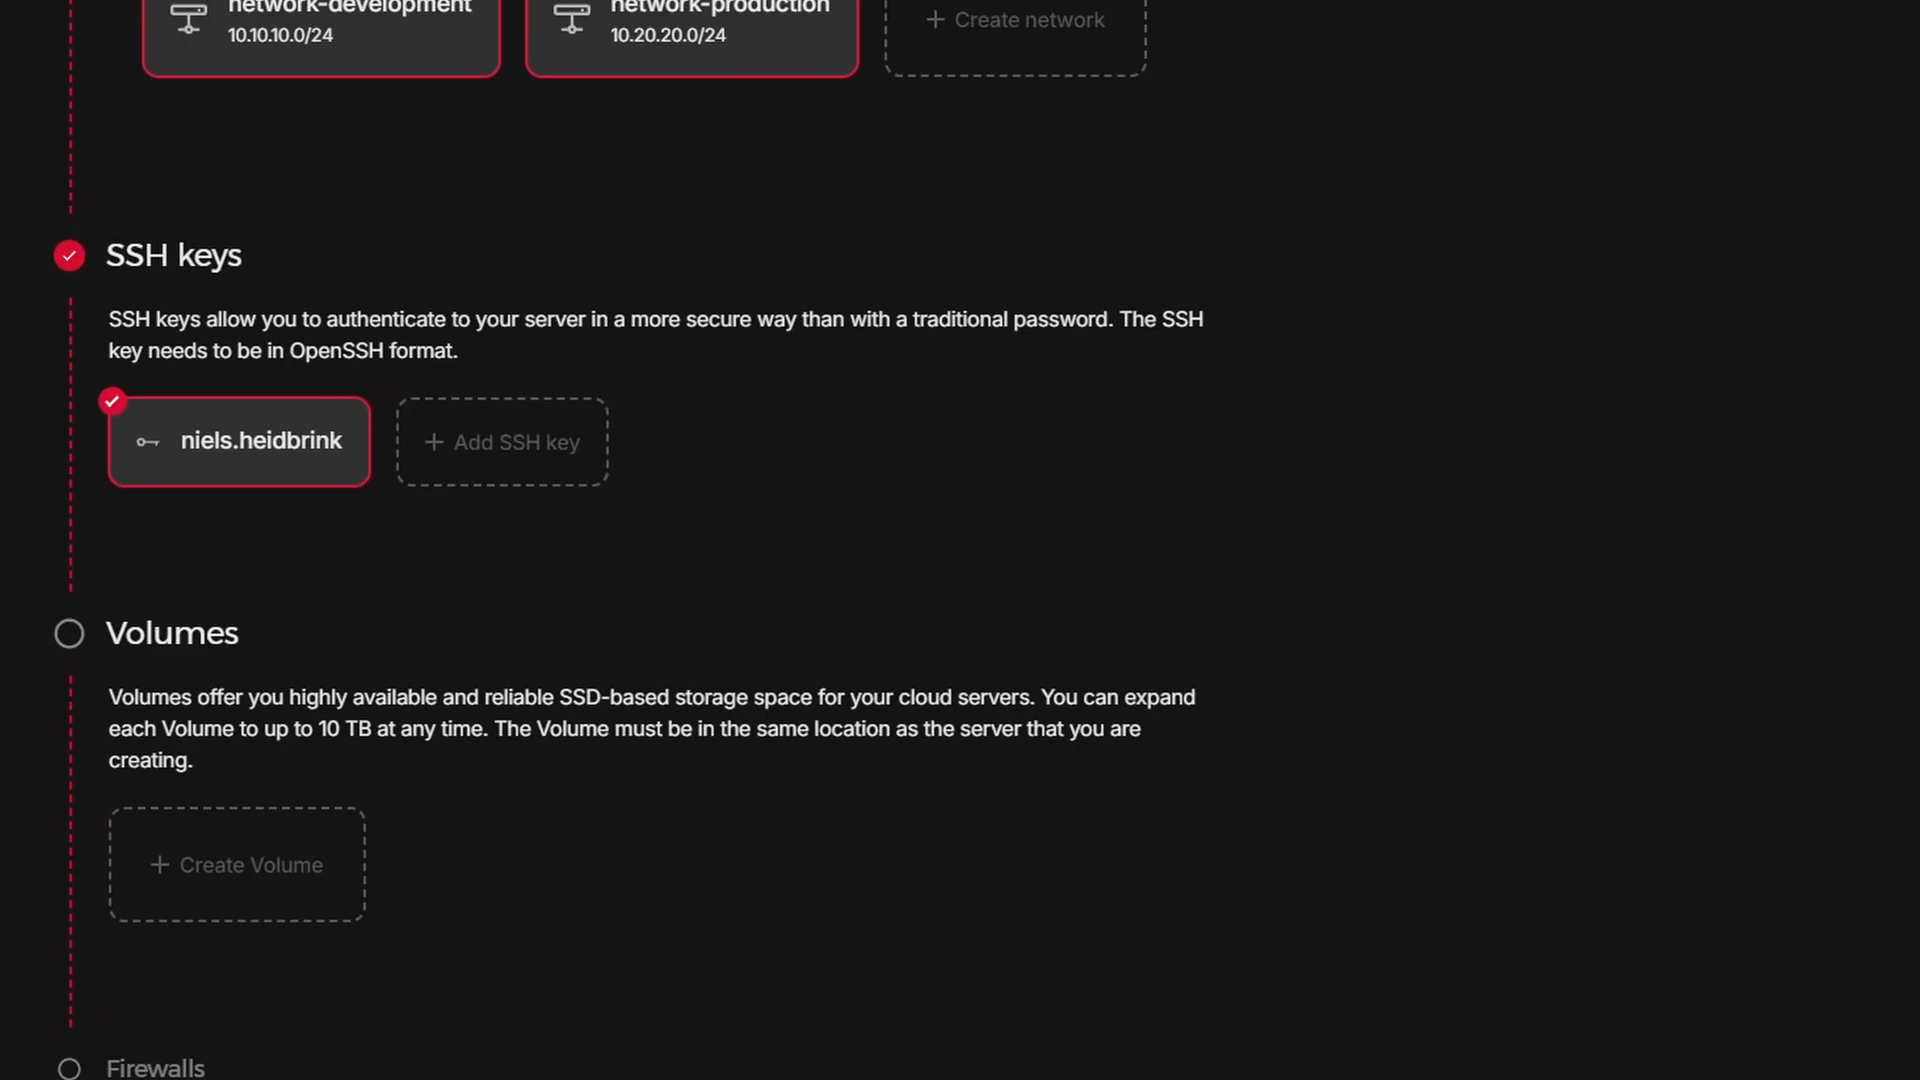 network-development
network-production
+ Create network
10.10.10.0/24
10.20.20.0/24
SSH keys
SSH keys allow you to authenticate to your server in a more secure way than with a traditional password. The SSH
key needs to be in OpenSSH format.
niels.heidbrink
+ Add SSH key
Volumes
Volumes offer you highly available and reliable SSD-based storage space for your cloud servers. You can expand
each Volume to up to 10 TB at any time. The Volume must be in the same location as the server that you are
creating.
+ Create Volume
Firewalls